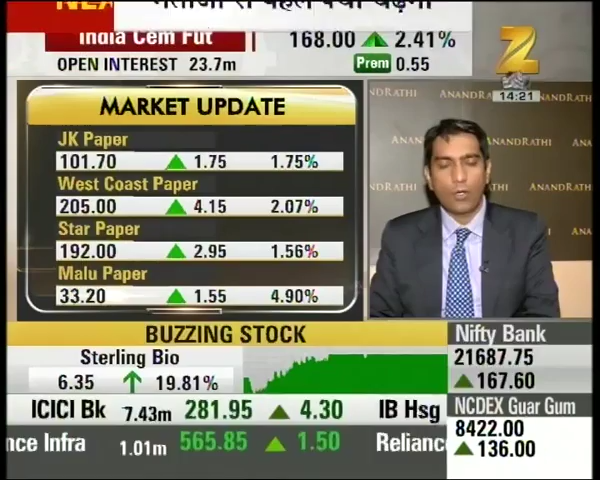 India Cem Fut
168.00 2.41%
OPEN INTEREST 23.7m
Prem 0.55
Z
14:21
MARKET UPDATE
JK Paper
101.70 1.75 1.75%
West Coast Paper
205.00 4.15 2.07%
Star Paper
192.00 2.95 1.56%
Malu Paper
33.20 1.55 4.90%
ANANDRATHI
ANANDRATHI
ANANDRATHI
BUZZING STOCK
Sterling Bio
6.35 19.81%
Nifty Bank
21687.75
167.60
NCDEX Guar Gum
8422.00
136.00
ICICI Bk 7.43m 281.95 4.30 IB Hsg
nce Infra 1.01m 565.85 1.50 Relianc